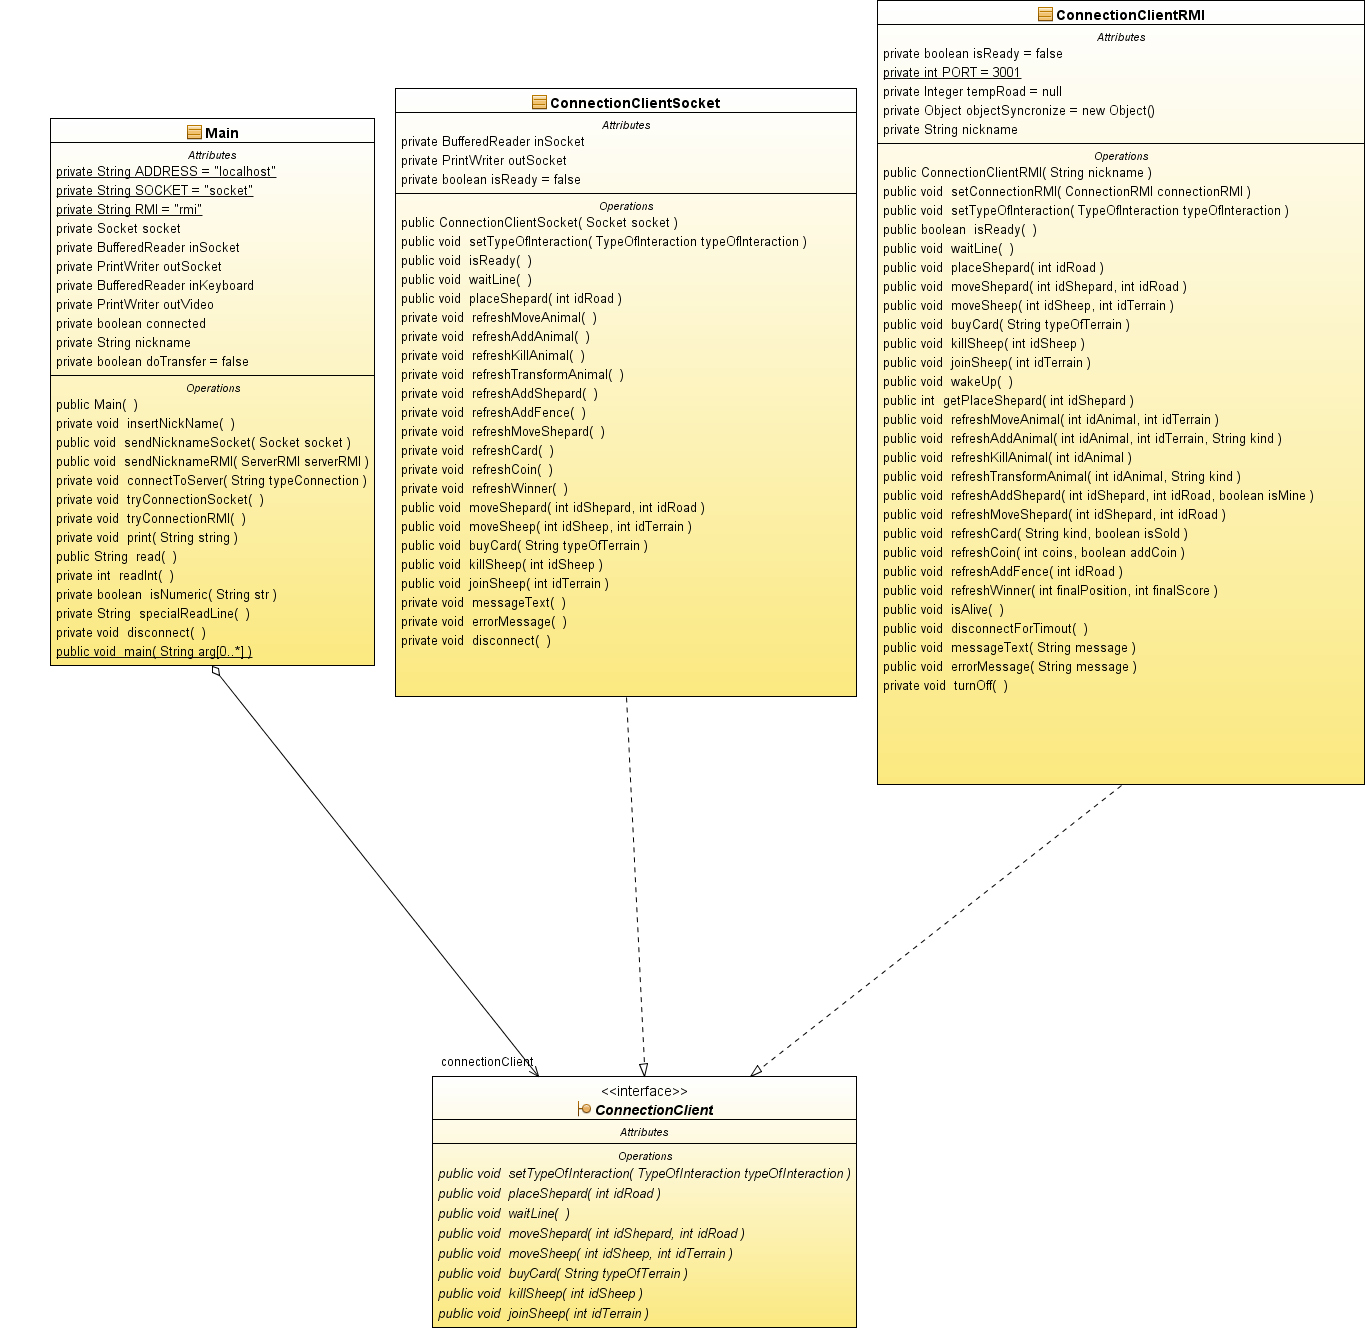 Main
Attributes
private String ADDRESS = "localhost"
private String SOCKET = "socket"
private String RMI = "rmi"
private Socket socket
private BufferedReader inSocket
private PrintWriter outSocket
private BufferedReader inKeyboard
private PrintWriter outVideo
private boolean connected
private String nickname
private boolean doTransfer = false
Operations
public Main(  )
private void  insertNickName(  )
public void  sendNicknameSocket( Socket socket )
public void  sendNicknameRMI( ServerRMI serverRMI )
private void  connectToServer( String typeConnection )
private void  tryConnectionSocket(  )
private void  tryConnectionRMI(  )
private void  print( String string )
public String  read(  )
private int  readInt(  )
private boolean  isNumeric( String str )
private String  specialReadLine(  )
private void  disconnect(  )
public void  main( String arg[0..*] )
ConnectionClientSocket
Attributes
private BufferedReader inSocket
private PrintWriter outSocket
private boolean isReady = false
Operations
public ConnectionClientSocket( Socket socket )
public void  setTypeOfInteraction( TypeOfInteraction typeOfInteraction )
public void  isReady(  )
public void  waitLine(  )
public void  placeShepard( int idRoad )
private void  refreshMoveAnimal(  )
private void  refreshAddAnimal(  )
private void  refreshKillAnimal(  )
private void  refreshTransformAnimal(  )
private void  refreshAddShepard(  )
private void  refreshAddFence(  )
private void  refreshMoveShepard(  )
private void  refreshCard(  )
private void  refreshCoin(  )
private void  refreshWinner(  )
public void  moveShepard( int idShepard, int idRoad )
public void  moveSheep( int idSheep, int idTerrain )
public void  buyCard( String typeOfTerrain )
public void  killSheep( int idSheep )
public void  joinSheep( int idTerrain )
private void  messageText(  )
private void  errorMessage(  )
private void  disconnect(  )
ConnectionClientRMI
Attributes
private boolean isReady = false
private int PORT = 3001
private Integer tempRoad = null
private Object objectSyncronize = new Object()
private String nickname
Operations
public ConnectionClientRMI( String nickname )
public void  setConnectionRMI( ConnectionRMI connectionRMI )
public void  setTypeOfInteraction( TypeOfInteraction typeOfInteraction )
public boolean  isReady(  )
public void  waitLine(  )
public void  placeShepard( int idRoad )
public void  moveShepard( int idShepard, int idRoad )
public void  moveSheep( int idSheep, int idTerrain )
public void  buyCard( String typeOfTerrain )
public void  killSheep( int idSheep )
public void  joinSheep( int idTerrain )
public void  wakeUp(  )
public int  getPlaceShepard( int idShepard )
public void  refreshMoveAnimal( int idAnimal, int idTerrain )
public void  refreshAddAnimal( int idAnimal, int idTerrain, String kind )
public void  refreshKillAnimal( int idAnimal )
public void  refreshTransformAnimal( int idAnimal, String kind )
public void  refreshAddShepard( int idShepard, int idRoad, boolean isMine )
public void  refreshMoveShepard( int idShepard, int idRoad )
public void  refreshCard( String kind, boolean isSold )
public void  refreshCoin( int coins, boolean addCoin )
public void  refreshAddFence( int idRoad )
public void  refreshWinner( int finalPosition, int finalScore )
public void  isAlive(  )
public void  disconnectForTimout(  )
public void  messageText( String message )
public void  errorMessage( String message )
private void  turnOff(  )
connectionClient
<<interface>>
ConnectionClient
Attributes
Operations
public void  setTypeOfInteraction( TypeOfInteraction typeOfInteraction )
public void  placeShepard( int idRoad )
public void  waitLine(  )
public void  moveShepard( int idShepard, int idRoad )
public void  moveSheep( int idSheep, int idTerrain )
public void  buyCard( String typeOfTerrain )
public void  killSheep( int idSheep )
public void  joinSheep( int idTerrain )